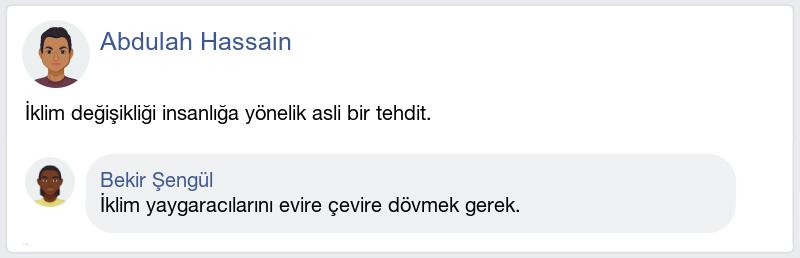 Abdulah Hassain
İklim değişikliği insanlığa yönelik asli bir tehdit.
Bekir Şengül
İklim yaygaracılarını evire çevire dövmek gerek.